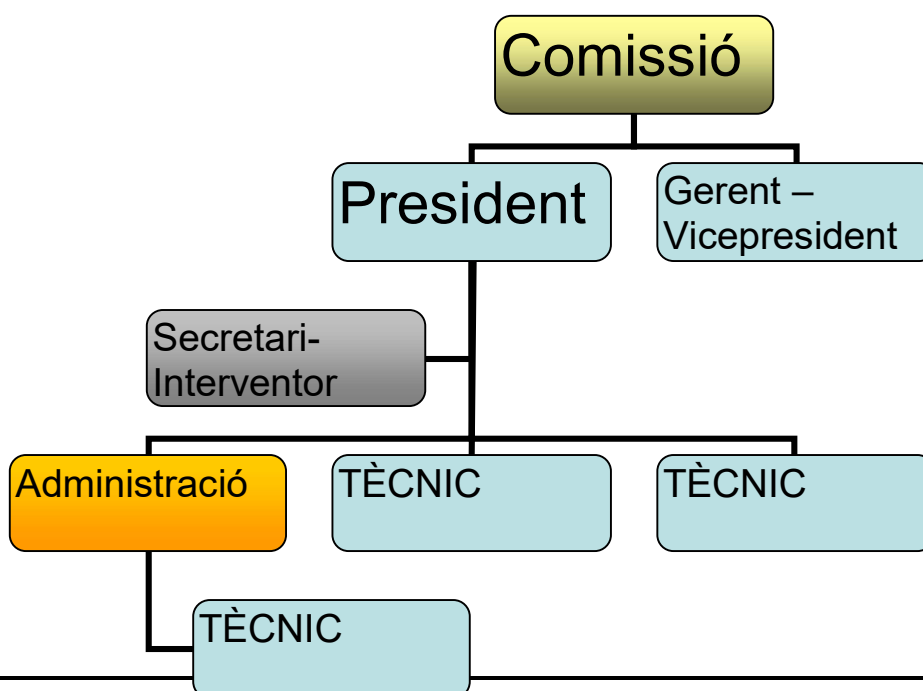 Comissió
President
Gerent –
Vicepresident
Secretari-
Interventor
Administració
TÈCNIC
TÈCNIC
TÈCNIC